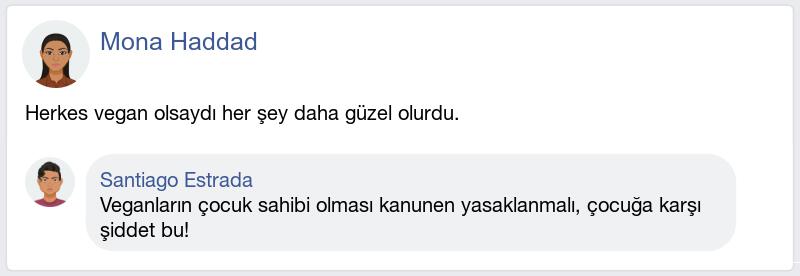 Mona Haddad
Herkes vegan olsaydı her şey daha güzel olurdu.
Santiago Estrada
Veganların çocuk sahibi olması kanunen yasaklanmalı, çocuğa karşı
şiddet bu!